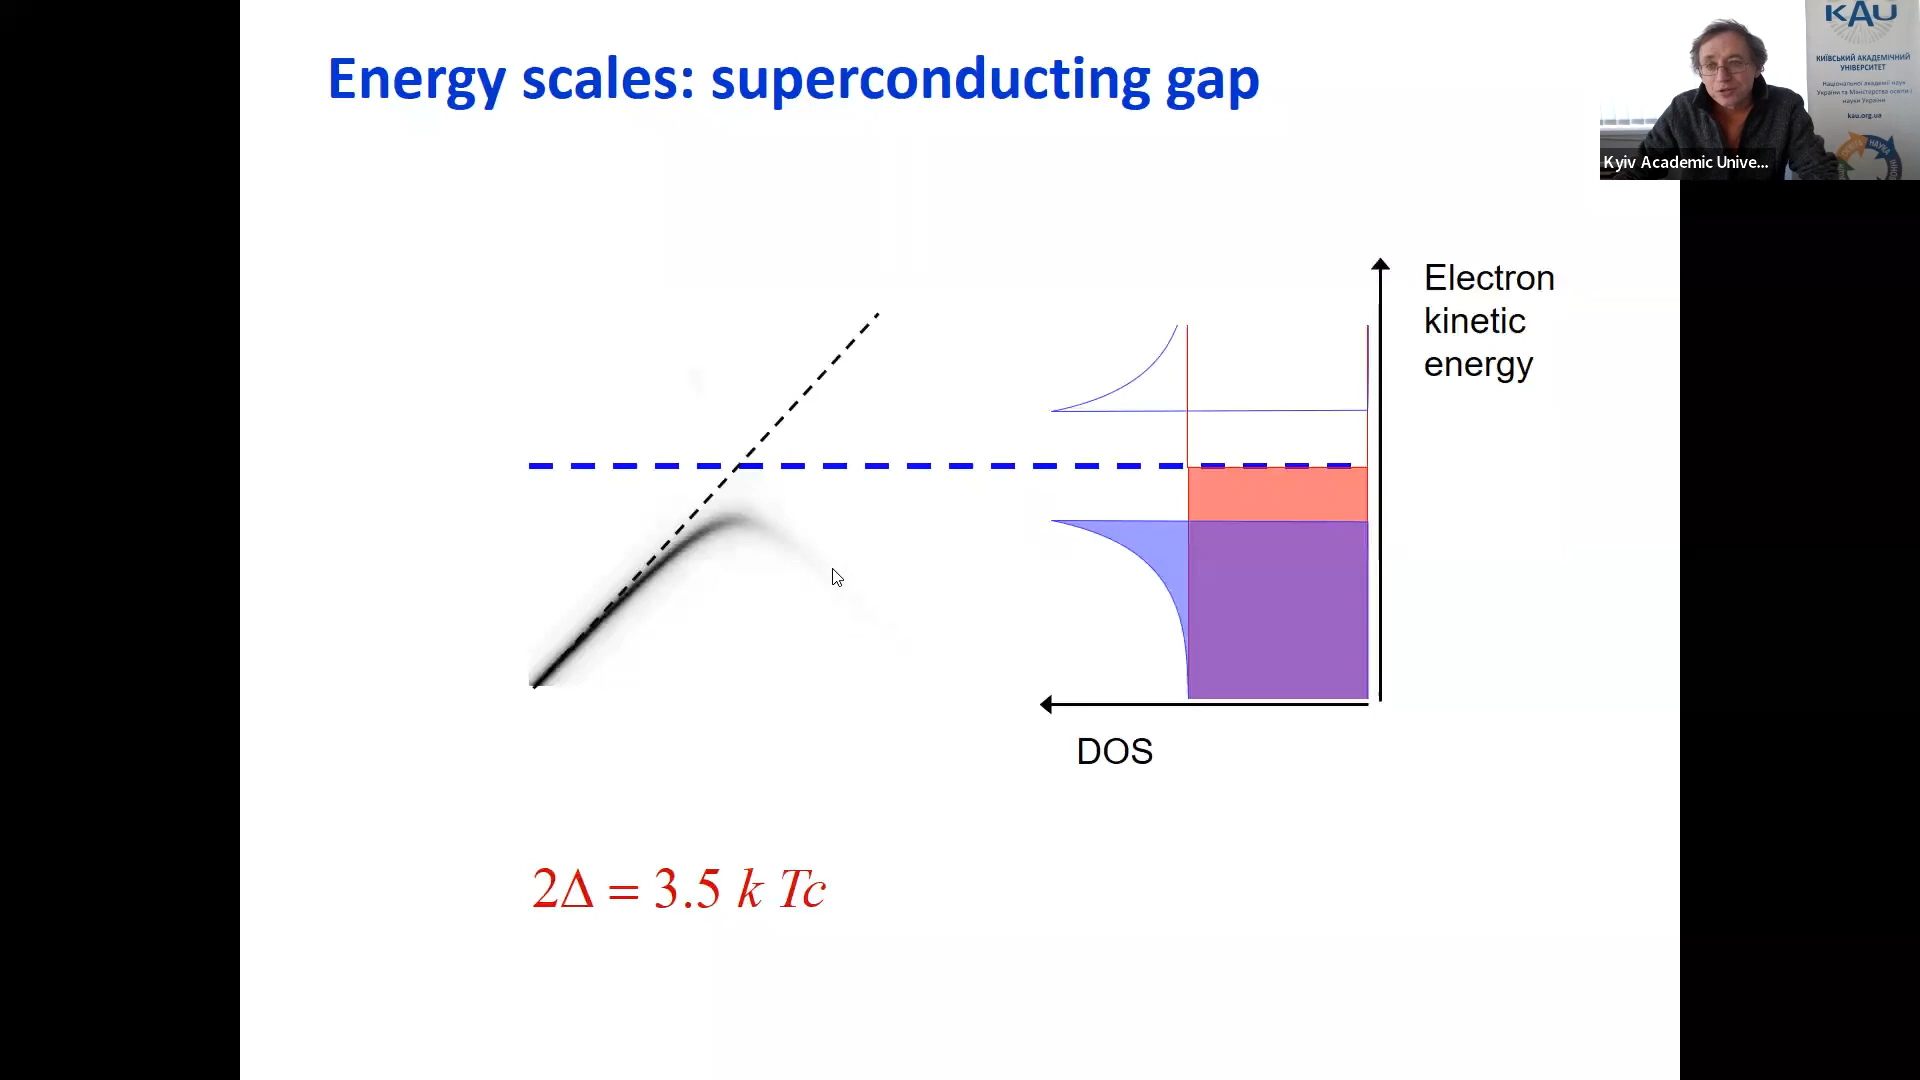 Energy scales: superconducting gap
KAU
КИЇВСЬКИЙ АКАДЕМІЧНИЙ
УНІВЕРСИТЕТ
Національної академії наук
України та Міністерства освіти і
науки України
kau.org.ua
НАУКА
Kyiv Academic Unive...
Electron
kinetic
energy
DOS
2Δ = 3.5 k Tc